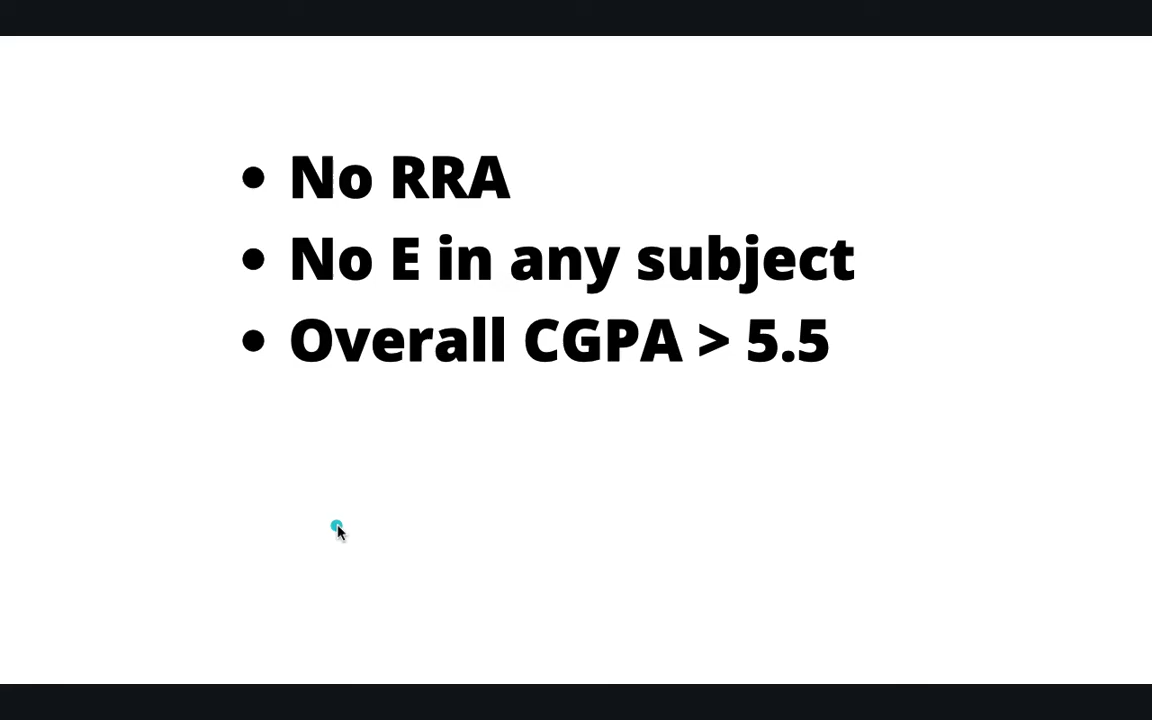 • No RRA
• No E in any subject
• Overall CGPA > 5.5